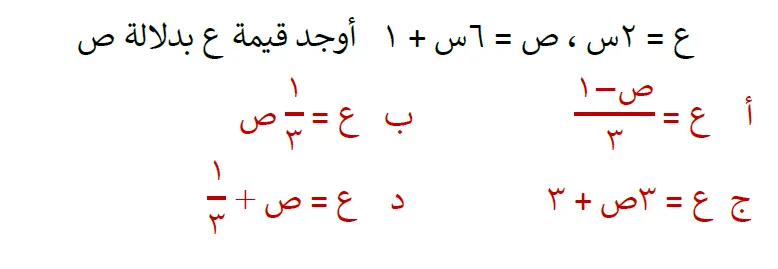 ع = ٢س ، ص = ٦س + ١ أوجد قيمة ع بدلالة ص
أ ع = ص−١/٣ ب ع = ١/٣ ص
ج ع = ٣ص + ٣ د ع = ص + ١/٣